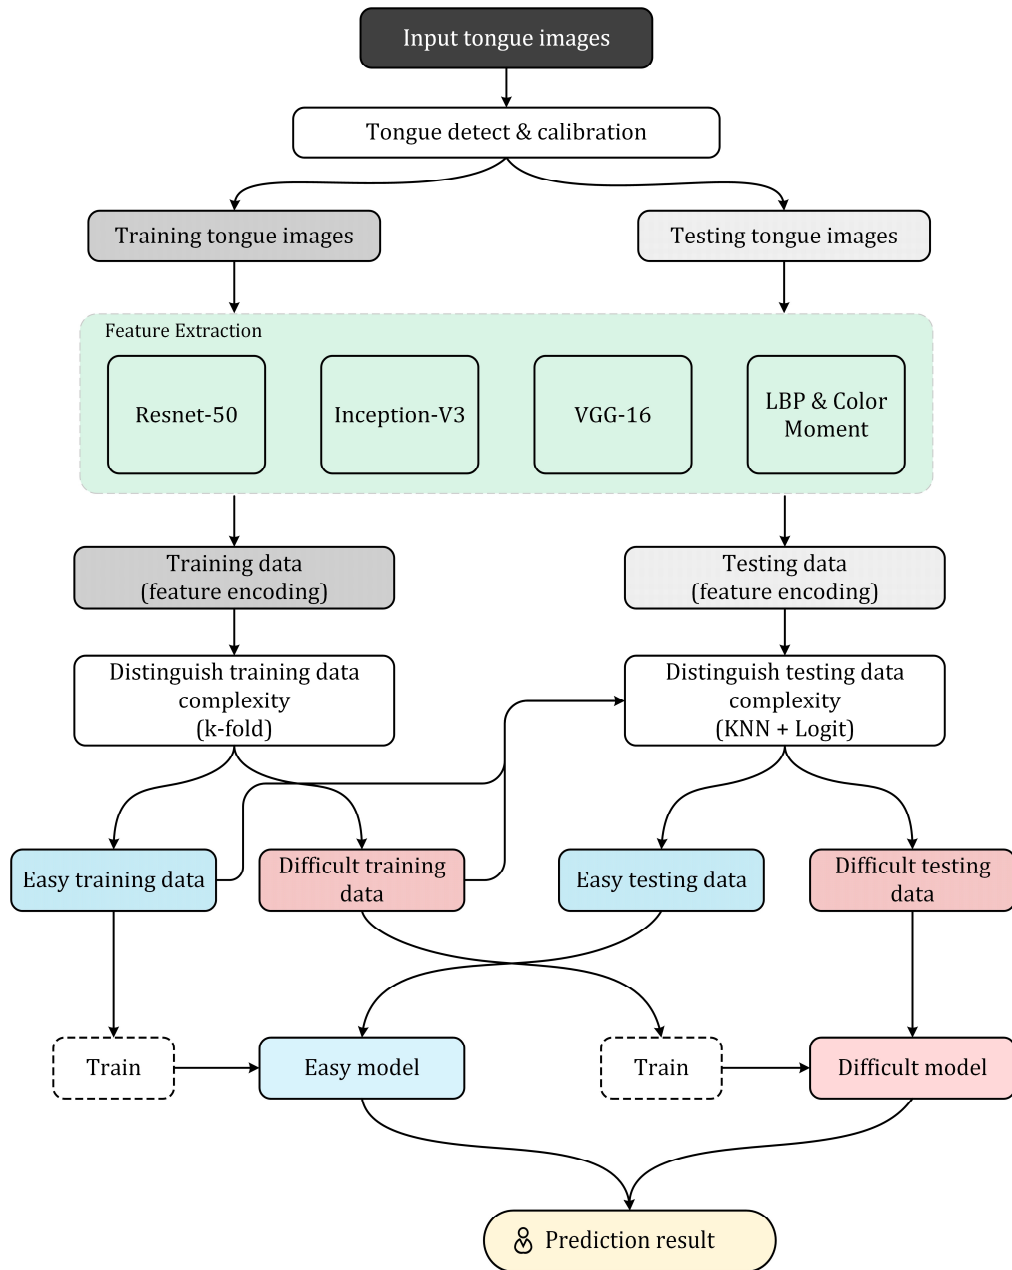 Input tongue images
Tongue detect & calibration
Training tongue images
Testing tongue images
Feature Extraction
Resnet-50
Inception-V3
VGG-16
LBP & Color
Moment
Training data
(feature encoding)
Testing data
(feature encoding)
Distinguish training data
complexity
(k-fold)
Distinguish testing data
complexity
(KNN + Logit)
Easy training data
Difficult training
data
Easy testing data
Difficult testing
data
Train
Easy model
Train
Difficult model
Prediction result